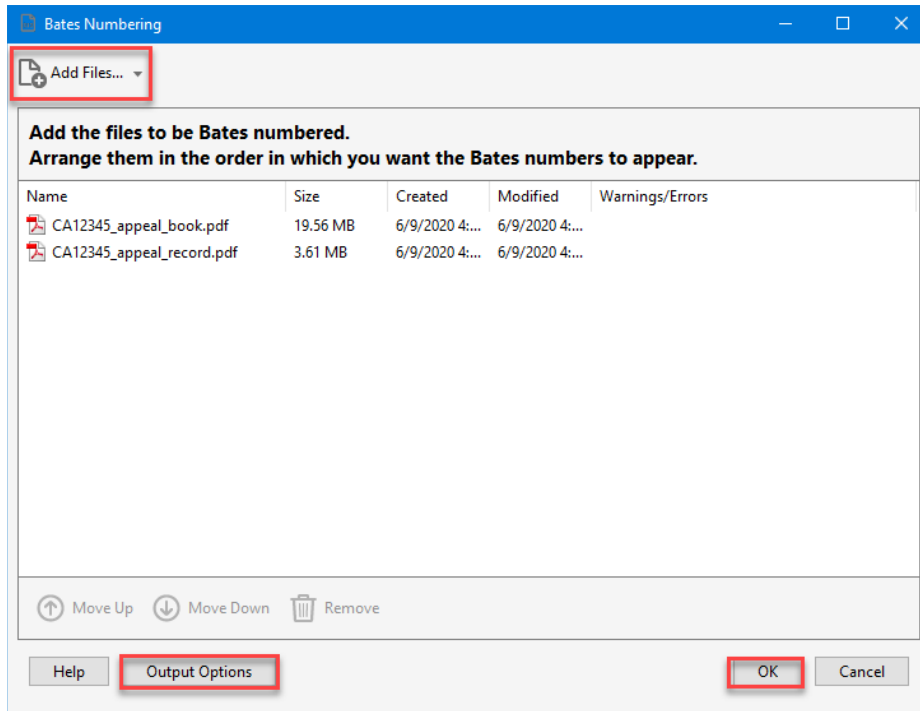 Bates Numbering
Add Files...
Add the files to be Bates numbered.
Arrange them in the order in which you want the Bates numbers to appear.
Name Size Created Modified Warnings/Errors
CA12345_appeal_book.pdf 19.56 MB 6/9/2020 4:... 6/9/2020 4:...
CA12345_appeal_record.pdf 3.61 MB 6/9/2020 4:... 6/9/2020 4:...
Move Up Move Down Remove
Help Output Options OK Cancel